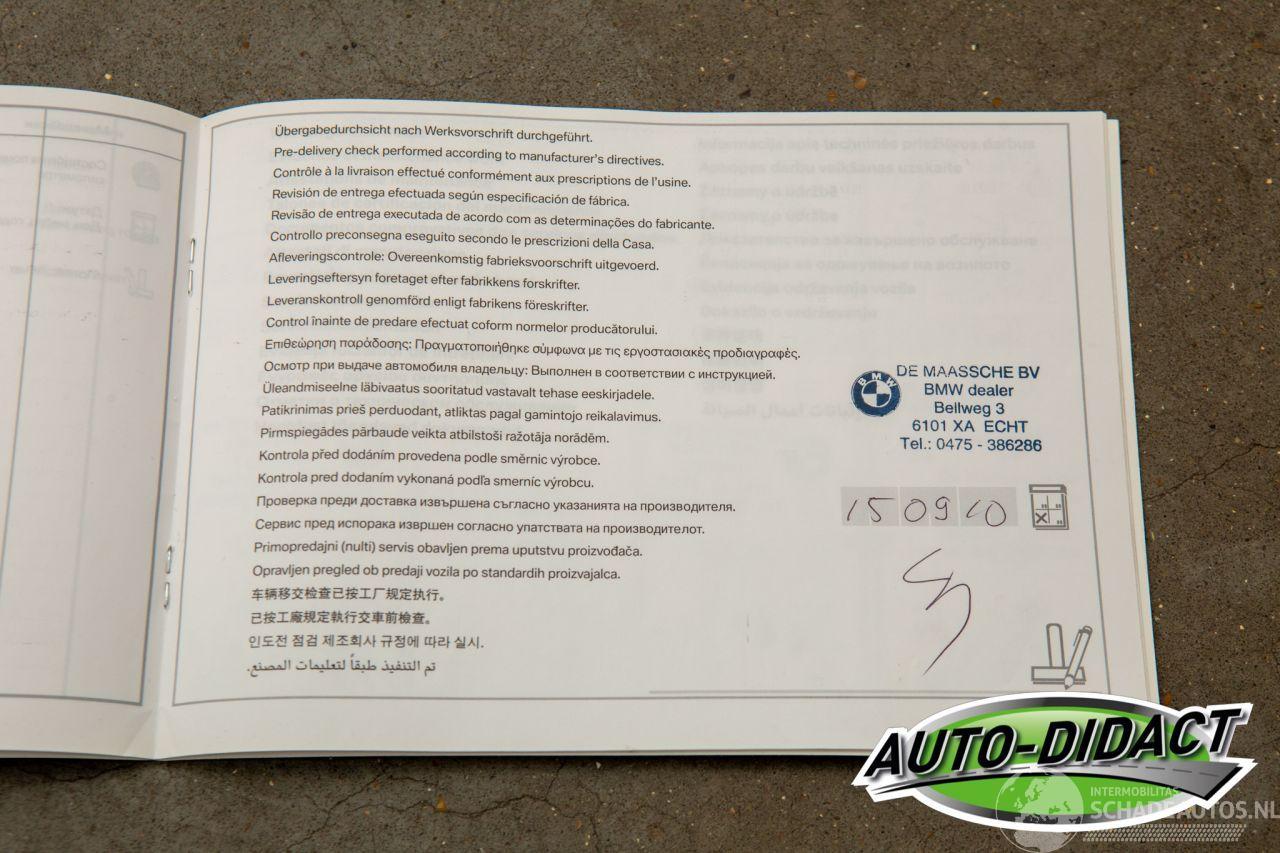 Übergabedurchsicht nach Werksvorschrift durchgeführt.
Pre-delivery check performed according to manufacturer's directives.
Contrôle à la livraison effectué conformément aux prescriptions de l'usine.
Revisión de entrega efectuada según especificación de fábrica.
Revisão de entrega executada de acordo com as determinações do fabricante.
Controllo preconsegna eseguito secondo le prescrizioni della Casa.
Afleveringscontrole: Overeenkomstig fabrieksvoorschrift uitgevoerd.
Leveringseftersyn foretaget efter fabrikkens forskrifter.
Leveranskontroll genomförd enligt fabrikens föreskrifter.
Control înainte de predare efectuat coform normelor producătorului.
Επιθεώρηση παράδοσης: Πραγματοποιήθηκε σύμφωνα με τις εργοστασιακές προδιαγραφές.
Осмотр при выдаче автомобиля владельцу: Выполнен в соответствии с инструкцией.
Üleandmiseelne läbivaatus sooritatud vastavalt tehase eeskirjadele.
Patikrinimas prieš perduodant, atliktas pagal gamintojo reikalavimus.
Pirmspiegādes pārbaude veikta atbilstoši ražotāja norādēm.
Kontrola před dodáním provedena podle směrnic výrobce.
Kontrola pred dodaním vykonaná podľa smerníc výrobcu.
Проверка преди доставка извършена съгласно указанията на производителя.
Сервис пред испорака извршен согласно упатствата на производителот.
Primopredajni (nulti) servis obavljen prema uputstvu proizvođača.
Opravljen pregled ob predaji vozila po standardih proizvajalca.
车辆移交检查已按工厂规定执行。
已按工廠規定執行交車前檢查。
인도전 점검 제조회사 규정에 따라 실시.
تم التنفيذ طبقاً لتعليمات المصنع.
BMW
DE MAASSCHE BV
BMW dealer
Bellweg 3
6101 XA ECHT
Tel.: 0475 - 386286
15 09 10
AUTO-DIDACT
INTERMOBILITAS
SCHADEAUTOS.NL